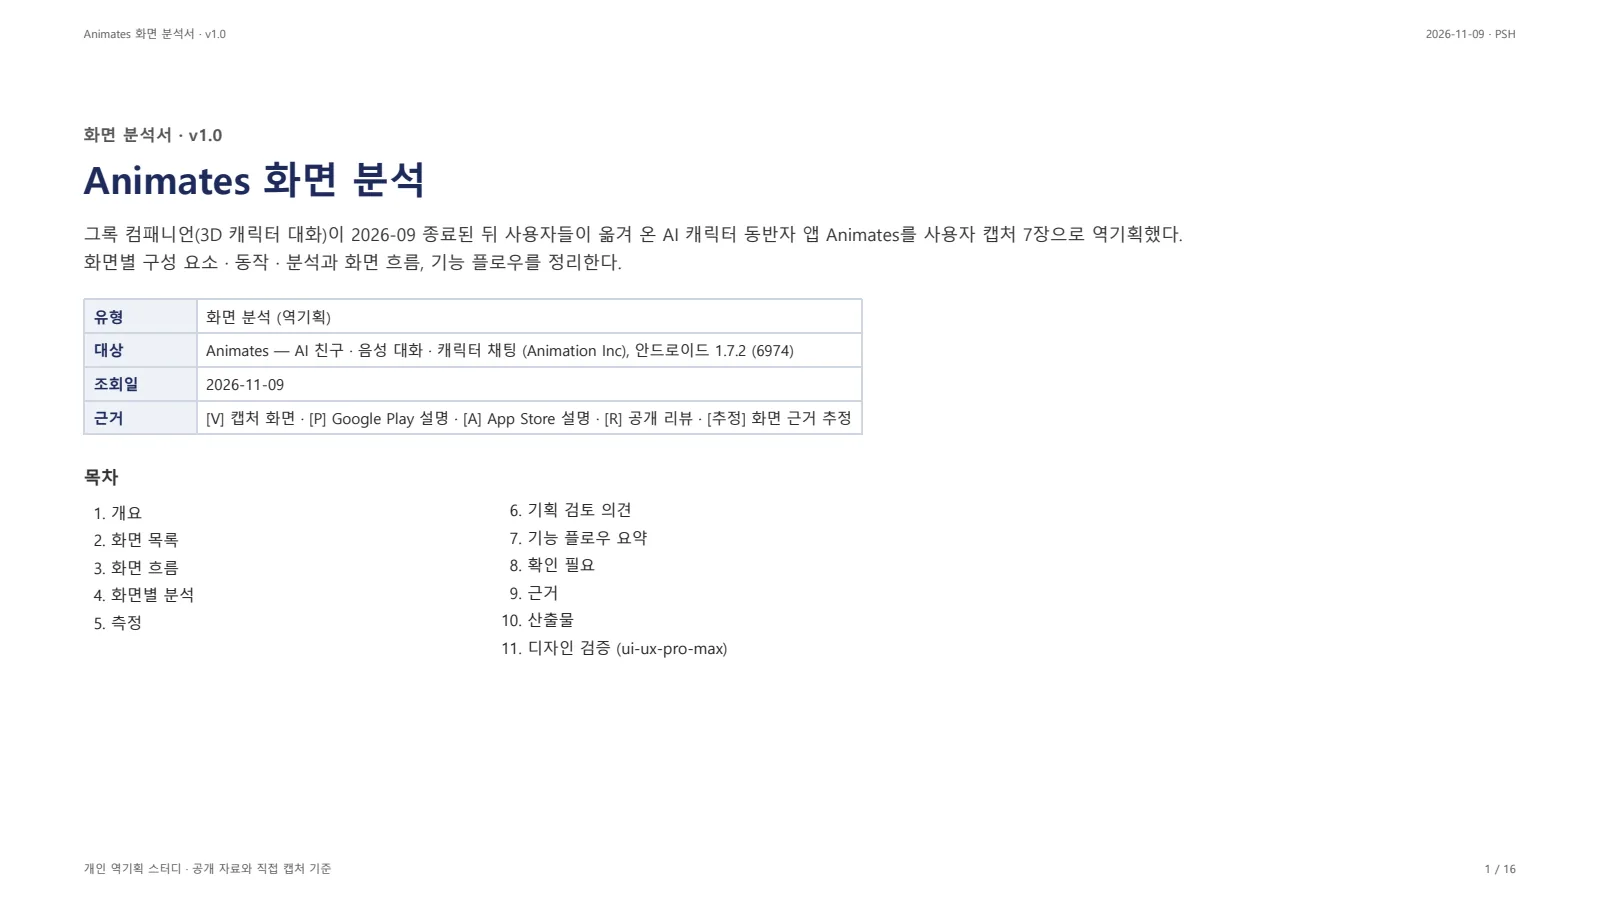 Animates 화면 분석서 · v1.0
2026-11-09 · PSH
화면 분석서 · v1.0
Animates 화면 분석
그록 컴패니언(3D 캐릭터 대화)이 2026-09 종료된 뒤 사용자들이 옮겨 온 AI 캐릭터 동반자 앱 Animates를 사용자 캡처 7장으로 역기획했다.
화면별 구성 요소 · 동작 · 분석과 화면 흐름, 기능 플로우를 정리한다.
유형 화면 분석 (역기획)
대상 Animates — AI 친구 · 음성 대화 · 캐릭터 채팅 (Animation Inc), 안드로이드 1.7.2 (6974)
조회일 2026-11-09
근거 [V] 캡처 화면 · [P] Google Play 설명 · [A] App Store 설명 · [R] 공개 리뷰 · [추정] 화면 근거 추정
목차
1. 개요
2. 화면 목록
3. 화면 흐름
4. 화면별 분석
5. 측정
6. 기획 검토 의견
7. 기능 플로우 요약
8. 확인 필요
9. 근거
10. 산출물
11. 디자인 검증 (ui-ux-pro-max)
개인 역기획 스터디 · 공개 자료와 직접 캡처 기준
1 / 16